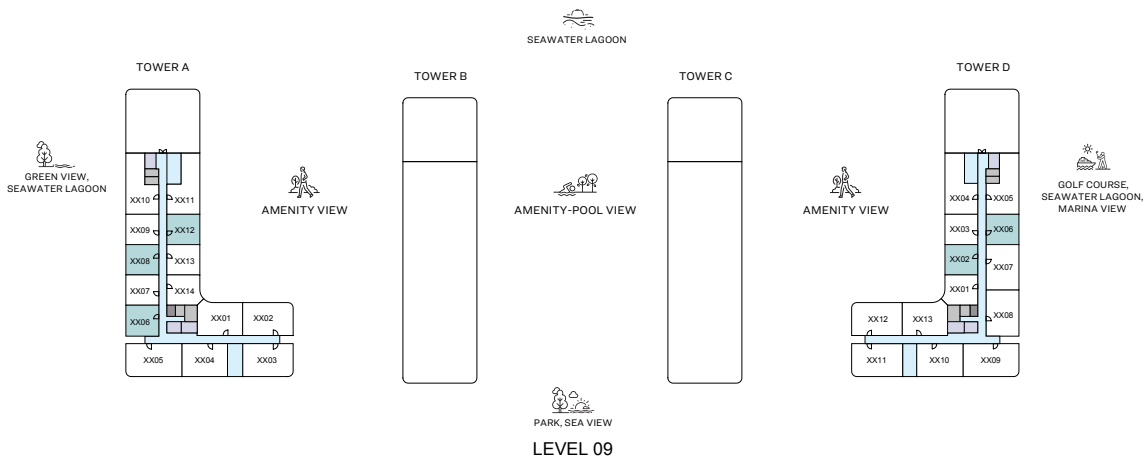 SEAWATER LAGOON
TOWER A
TOWER B
TOWER C
TOWER D
GREEN VIEW,
SEAWATER LAGOON
AMENITY VIEW
AMENITY-POOL VIEW
AMENITY VIEW
GOLF COURSE,
SEAWATER LAGOON,
MARINA VIEW
XX10 XX11
XX09 XX12
XX08 XX13
XX07 XX14
XX06 XX01 XX02
XX05 XX04 XX03
XX04 XX05
XX03 XX06
XX02 XX07
XX01
XX12 XX13 XX08
XX11 XX10 XX09
PARK, SEA VIEW
LEVEL 09